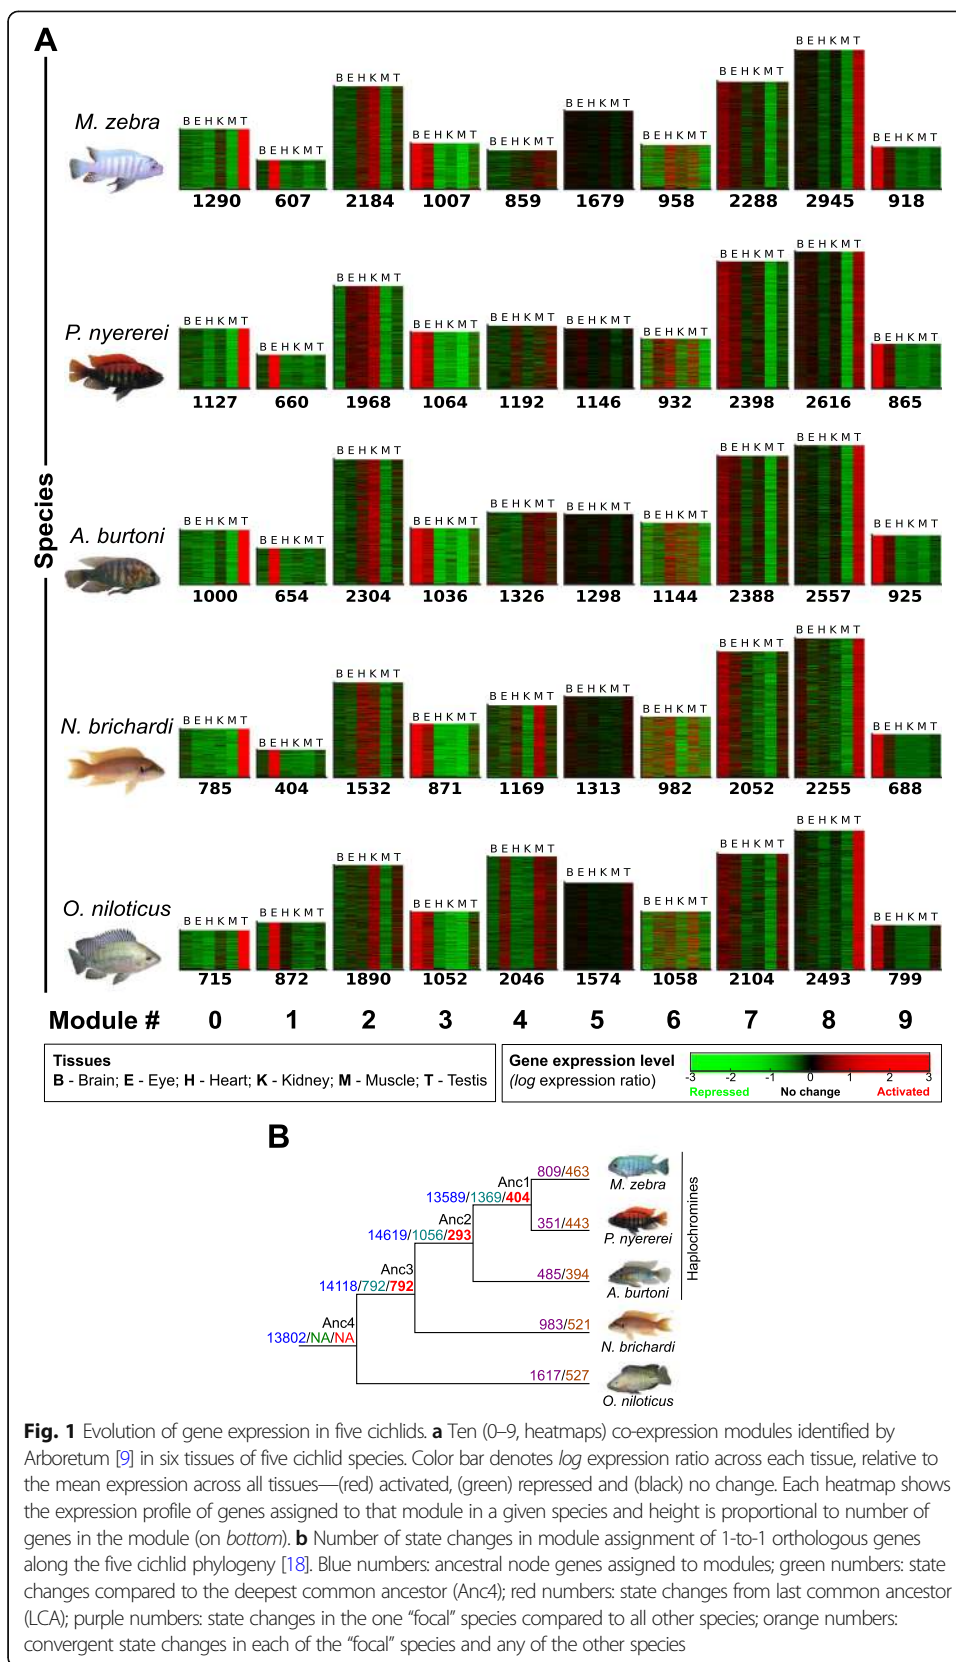 A
B E H K M T B E H K M T B E H K M T B E H K M T B E H K M T B E H K M T B E H K M T B E H K M T B E H K M T B E H K M T
M. zebra
1290 607 2184 1007 859 1679 958 2288 2945 918
B E H K M T B E H K M T B E H K M T B E H K M T B E H K M T B E H K M T B E H K M T B E H K M T B E H K M T B E H K M T
P. nyererei
1127 660 1968 1064 1192 1146 932 2398 2616 865
Species
B E H K M T B E H K M T B E H K M T B E H K M T B E H K M T B E H K M T B E H K M T B E H K M T B E H K M T B E H K M T
A. burtoni
1000 654 2304 1036 1326 1298 1144 2388 2557 925
B E H K M T B E H K M T B E H K M T B E H K M T B E H K M T B E H K M T B E H K M T B E H K M T B E H K M T B E H K M T
N. brichardi
785 404 1532 871 1169 1313 982 2052 2255 688
B E H K M T B E H K M T B E H K M T B E H K M T B E H K M T B E H K M T B E H K M T B E H K M T B E H K M T B E H K M T
O. niloticus
715 872 1890 1052 2046 1574 1058 2104 2493 799
Module # 0 1 2 3 4 5 6 7 8 9
Tissues
B - Brain; E - Eye; H - Heart; K - Kidney; M - Muscle; T - Testis
Gene expression level
(log expression ratio)
-3 -2 -1 0 1 2 3
Repressed No change Activated
B
809/463
M. zebra
Anc1
13589/1369/404
351/443
P. nyererei
Anc2
14619/1056/293
485/394
A. burtoni
Haplochromines
Anc3
14118/792/792
983/521
N. brichardi
Anc4
13802/NA/NA
1617/527
O. niloticus
Fig. 1 Evolution of gene expression in five cichlids. a Ten (0–9, heatmaps) co-expression modules identified by
Arboretum [9] in six tissues of five cichlid species. Color bar denotes log expression ratio across each tissue, relative to
the mean expression across all tissues—(red) activated, (green) repressed and (black) no change. Each heatmap shows
the expression profile of genes assigned to that module in a given species and height is proportional to number of
genes in the module (on bottom). b Number of state changes in module assignment of 1-to-1 orthologous genes
along the five cichlid phylogeny [18]. Blue numbers: ancestral node genes assigned to modules; green numbers: state
changes compared to the deepest common ancestor (Anc4); red numbers: state changes from last common ancestor
(LCA); purple numbers: state changes in the one “focal” species compared to all other species; orange numbers:
convergent state changes in each of the “focal” species and any of the other species